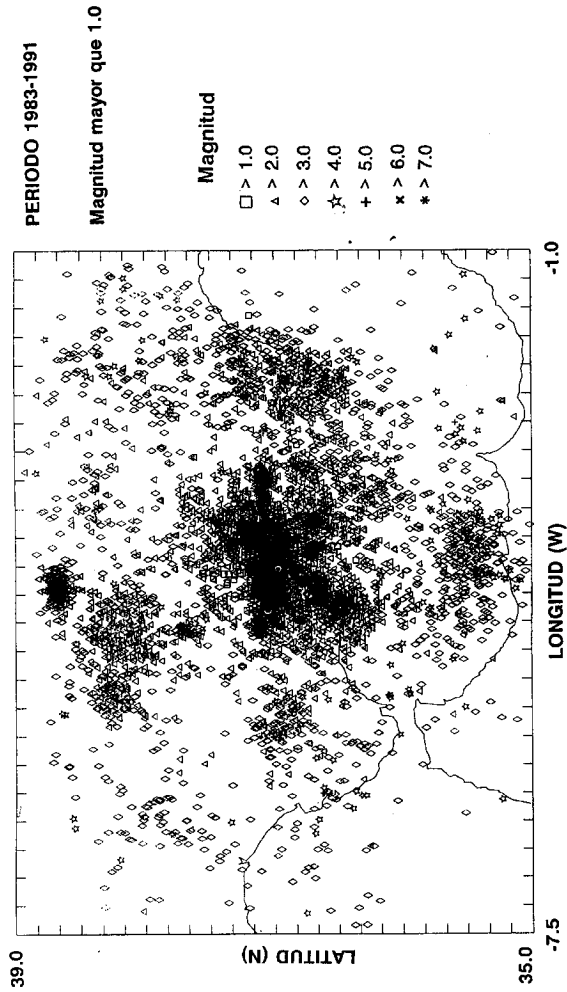 PERIODO 1983-1991
Magnitud mayor que 1.0
Magnitud
□ > 1.0
△ > 2.0
◇ > 3.0
☆ > 4.0
+ > 5.0
× > 6.0
* > 7.0
39.0
LATITUD (N)
35.0
-7.5
LONGITUD (W)
-1.0